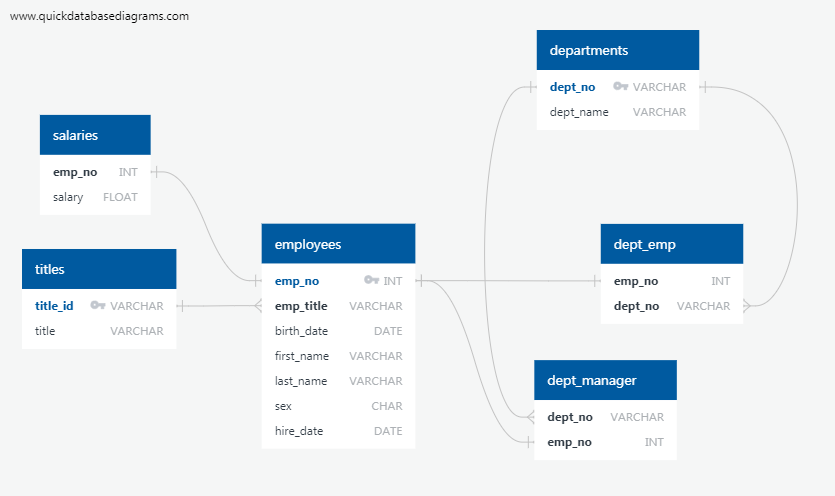 www.quickdatabasediagrams.com
departments
dept_no VARCHAR
dept_name VARCHAR
salaries
emp_no INT
salary FLOAT
employees
emp_no INT
emp_title VARCHAR
birth_date DATE
first_name VARCHAR
last_name VARCHAR
sex CHAR
hire_date DATE
titles
title_id VARCHAR
title VARCHAR
dept_emp
emp_no INT
dept_no VARCHAR
dept_manager
dept_no VARCHAR
emp_no INT